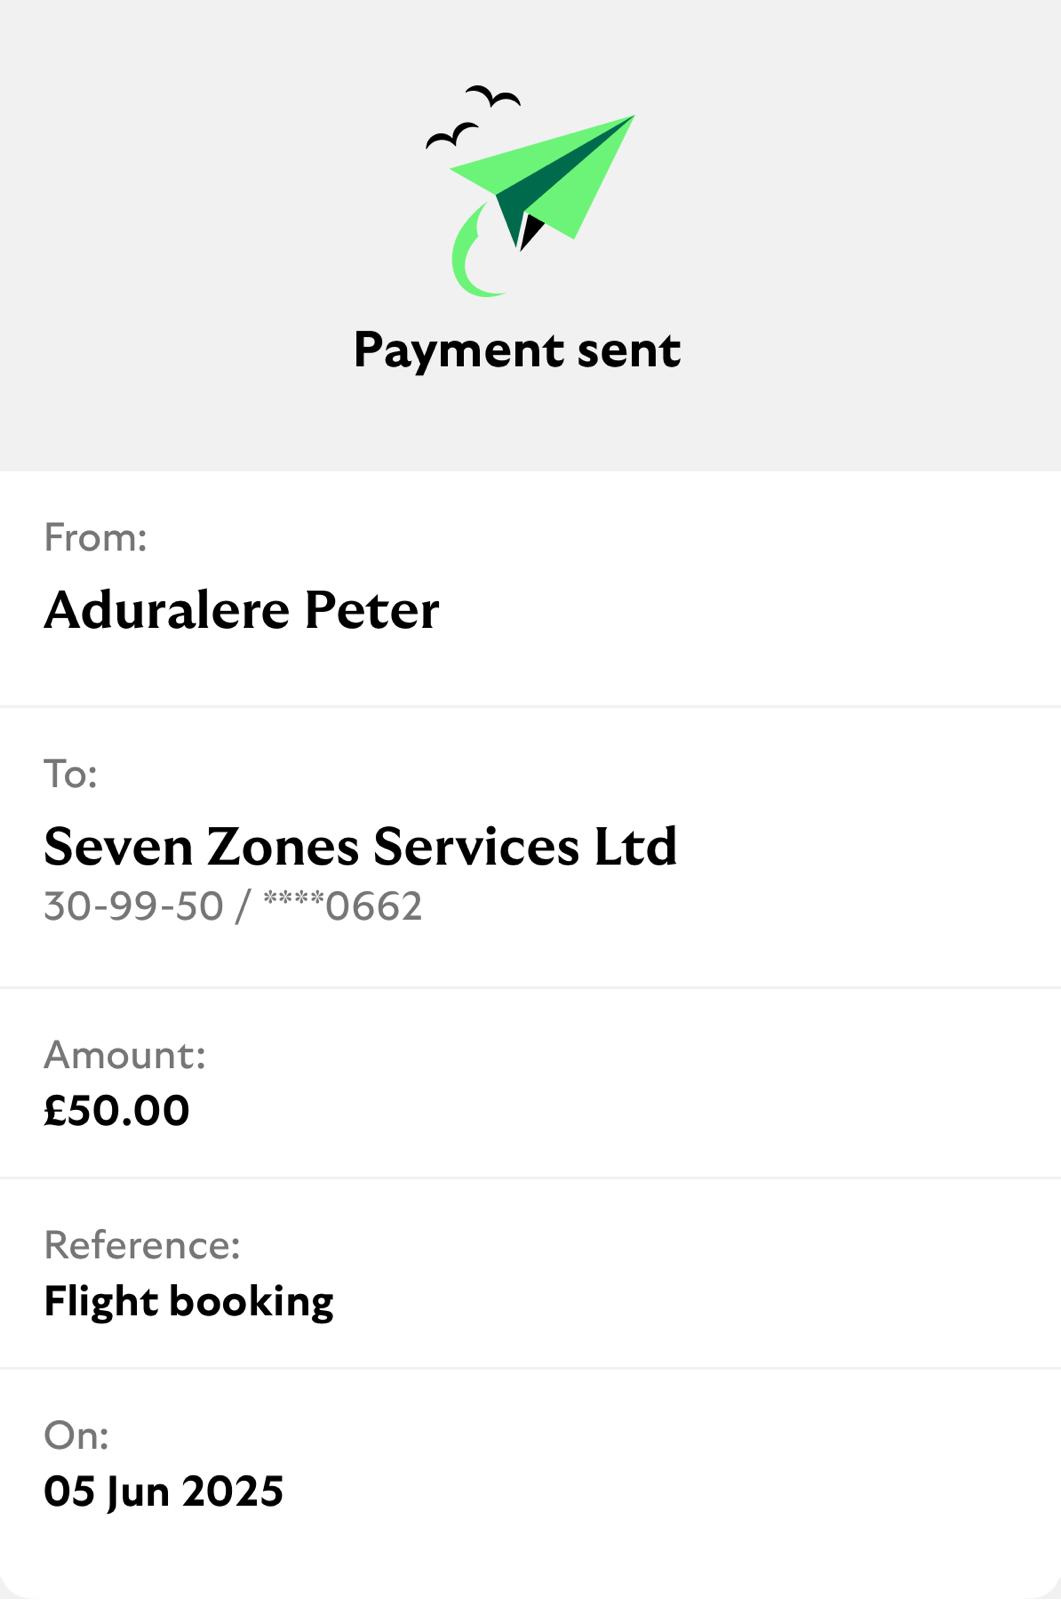 Payment sent
From:
Aduralere Peter
To:
Seven Zones Services Ltd
30-99-50 / ****0662
Amount:
£50.00
Reference:
Flight booking
On:
05 Jun 2025